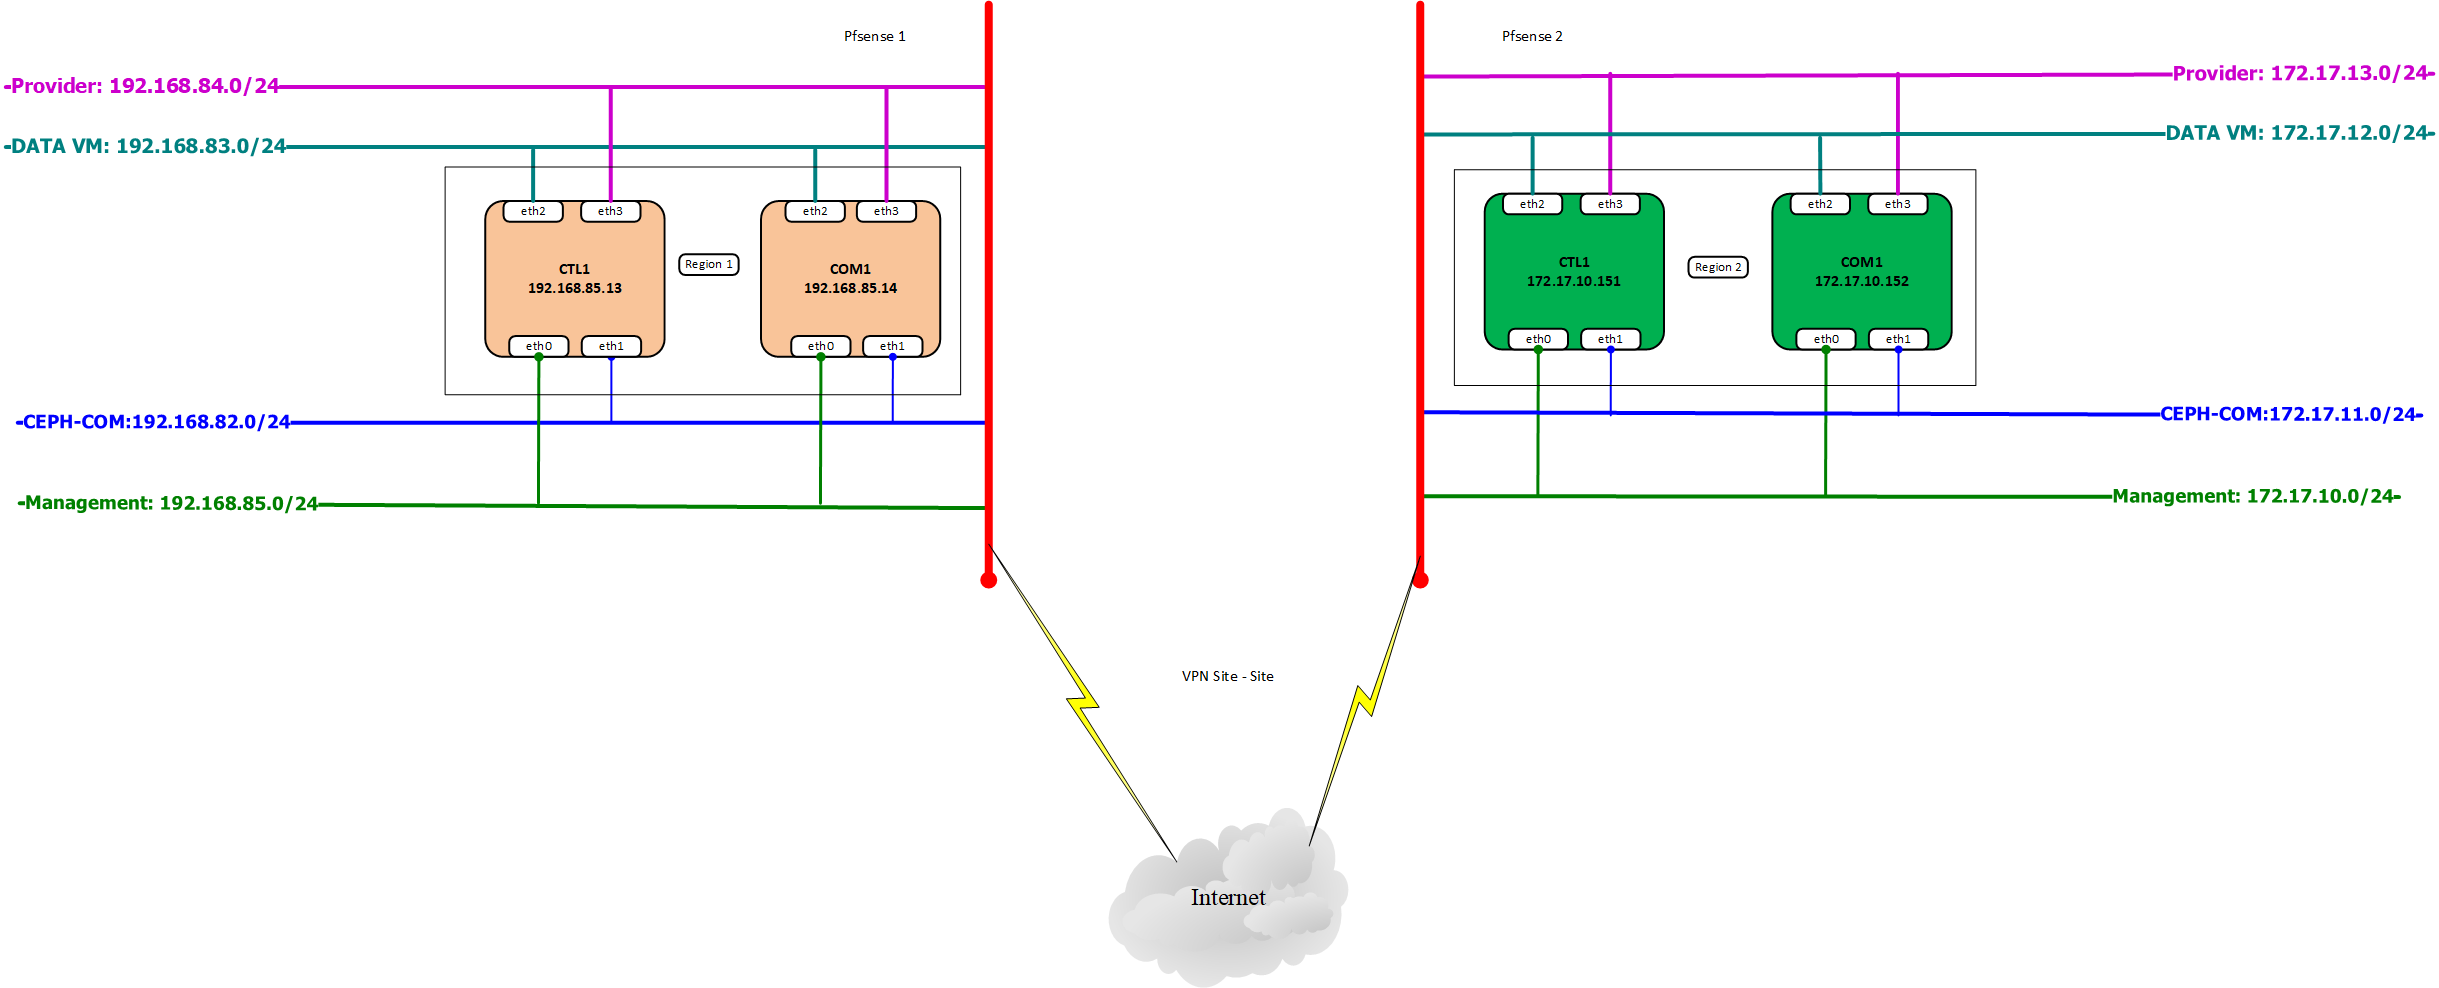 Pfsense 1
Pfsense 2
-Provider: 192.168.84.0/24
Provider: 172.17.13.0/24-
-DATA VM: 192.168.83.0/24
DATA VM: 172.17.12.0/24-
eth2
eth3
eth2
eth3
eth2
eth3
eth2
eth3
CTL1
192.168.85.13
Region 1
COM1
192.168.85.14
CTL1
172.17.10.151
Region 2
COM1
172.17.10.152
eth0
eth1
eth0
eth1
eth0
eth1
eth0
eth1
-CEPH-COM:192.168.82.0/24
CEPH-COM:172.17.11.0/24-
-Management: 192.168.85.0/24
Management: 172.17.10.0/24-
VPN Site - Site
Internet